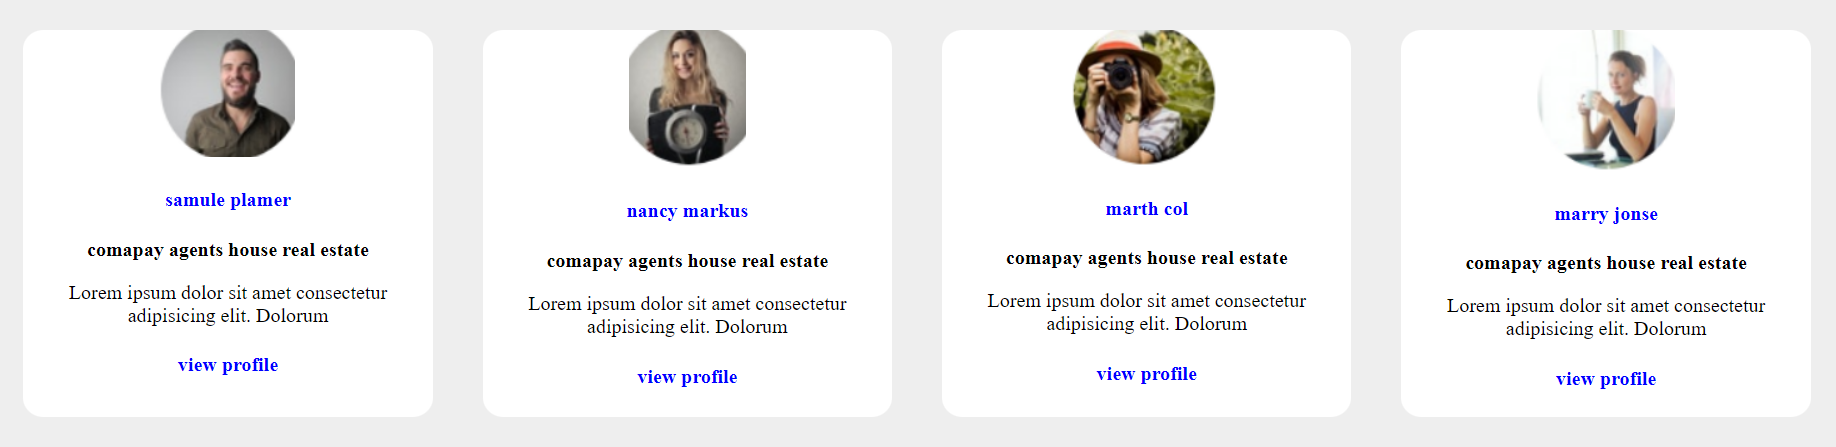 samule plamer
comapay agents house real estate
Lorem ipsum dolor sit amet consectetur
adipisicing elit. Dolorum
view profile
nancy markus
comapay agents house real estate
Lorem ipsum dolor sit amet consectetur
adipisicing elit. Dolorum
view profile
marth col
comapay agents house real estate
Lorem ipsum dolor sit amet consectetur
adipisicing elit. Dolorum
view profile
marry jonse
comapay agents house real estate
Lorem ipsum dolor sit amet consectetur
adipisicing elit. Dolorum
view profile